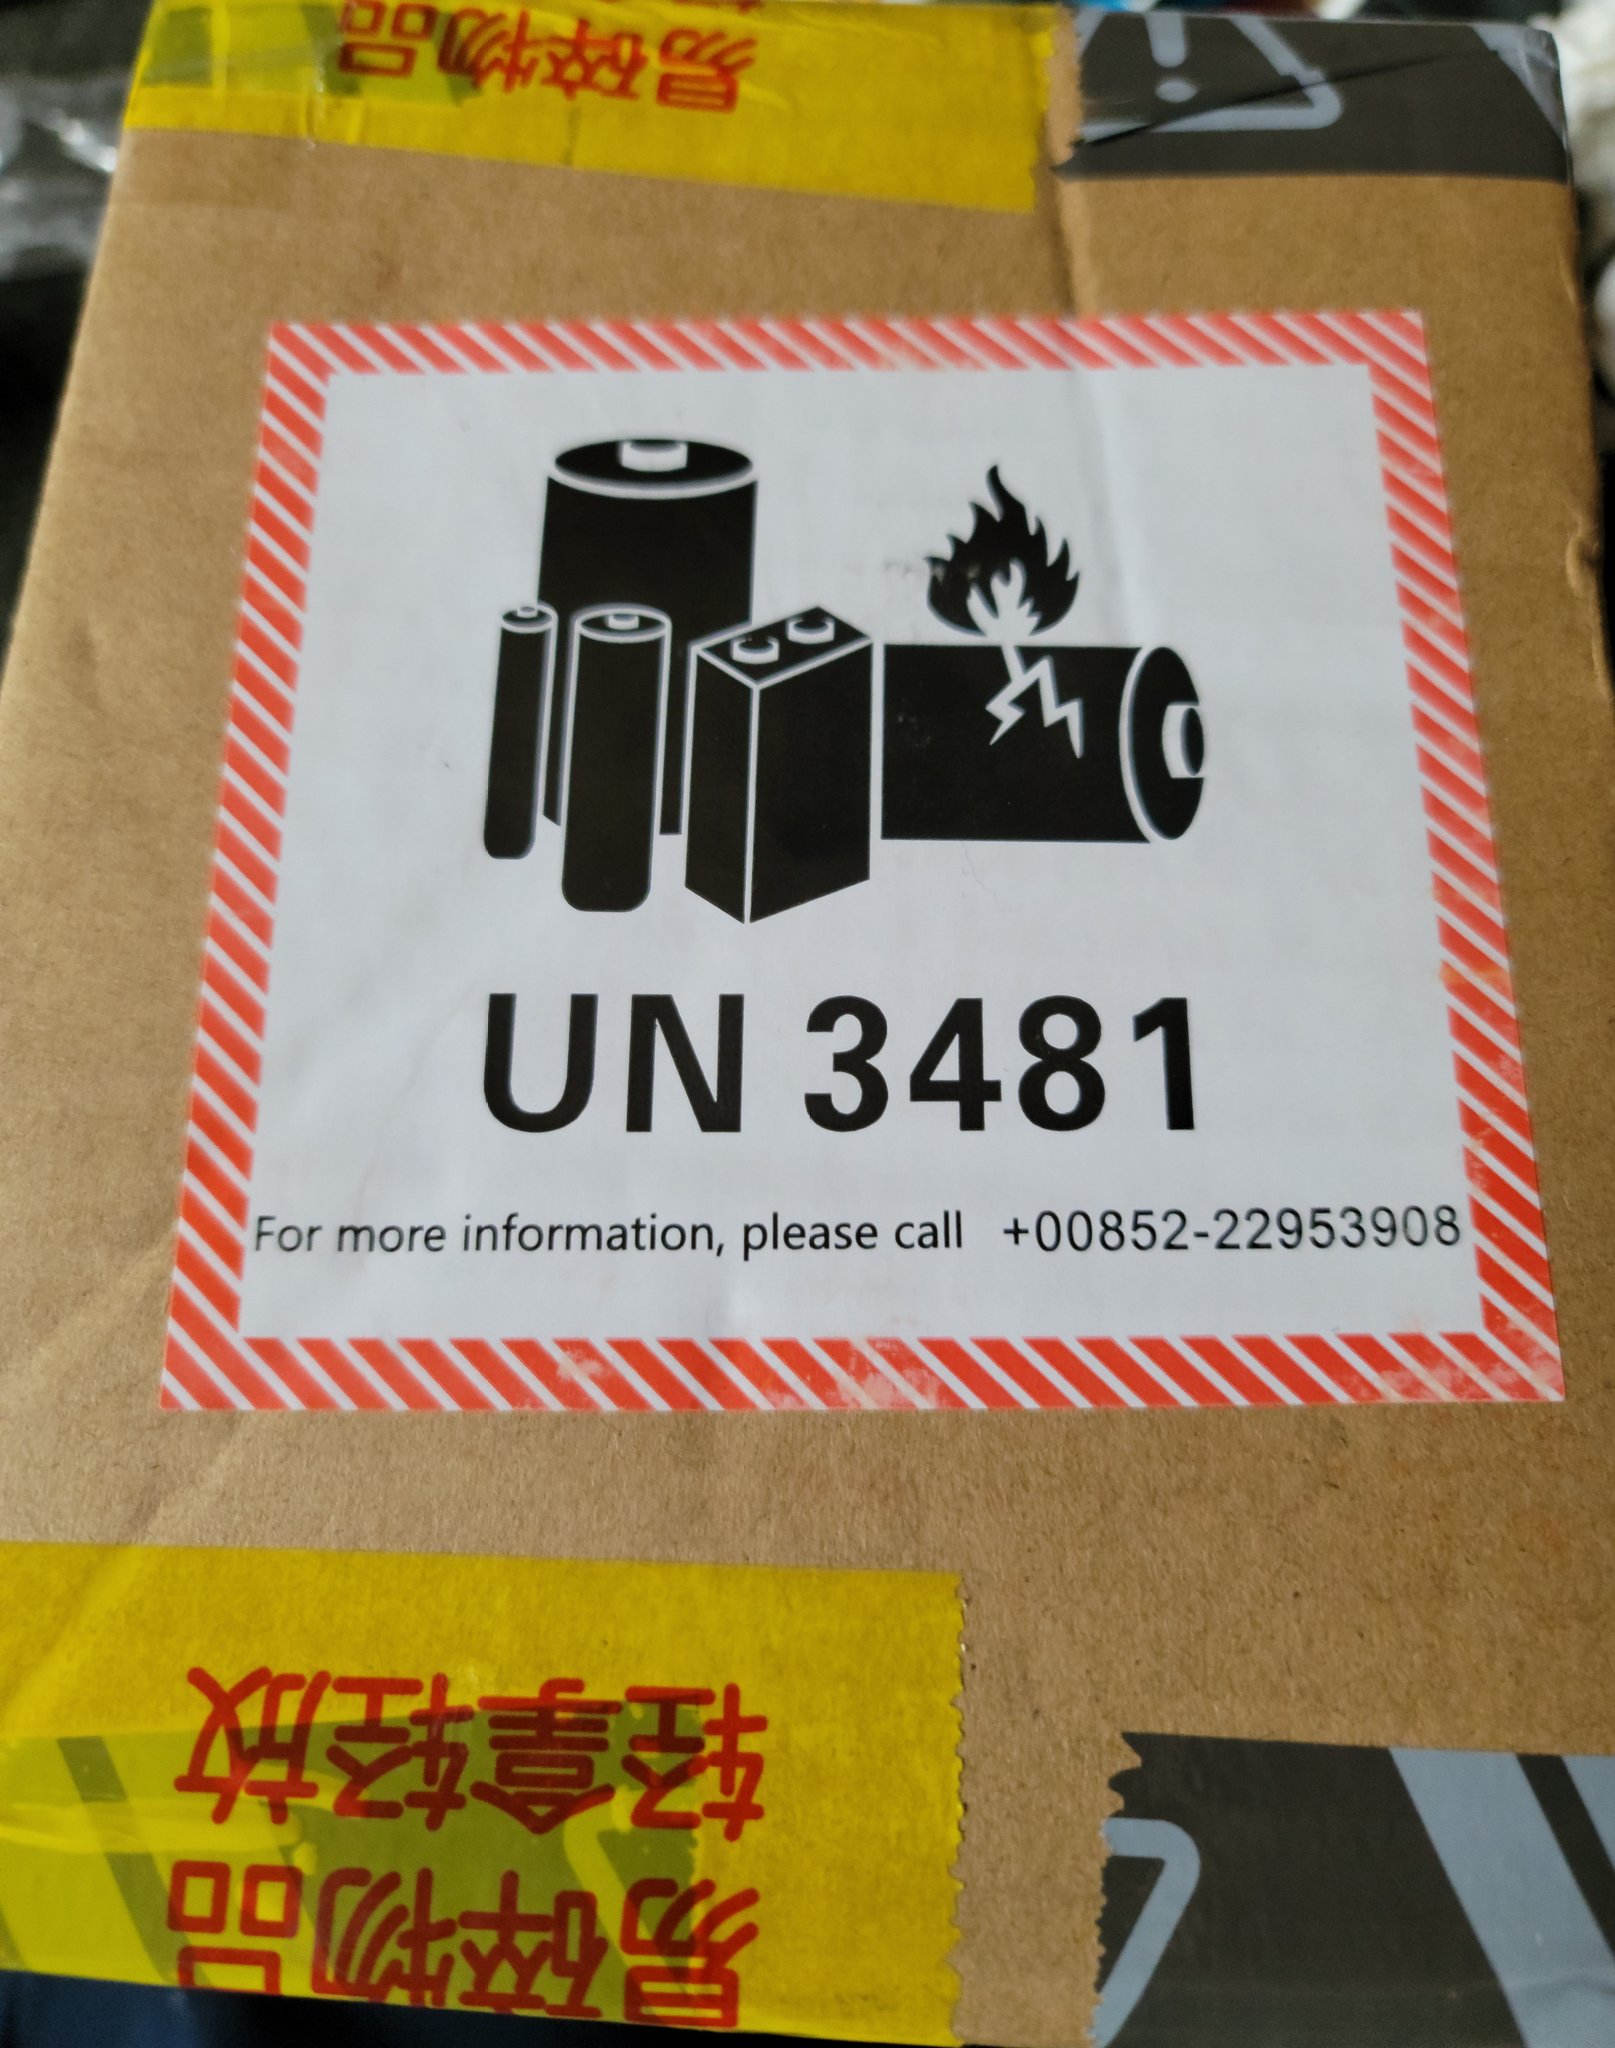 易碎物品
UN 3481
For more information, please call +00852-22953908
易碎物品
轻拿轻放